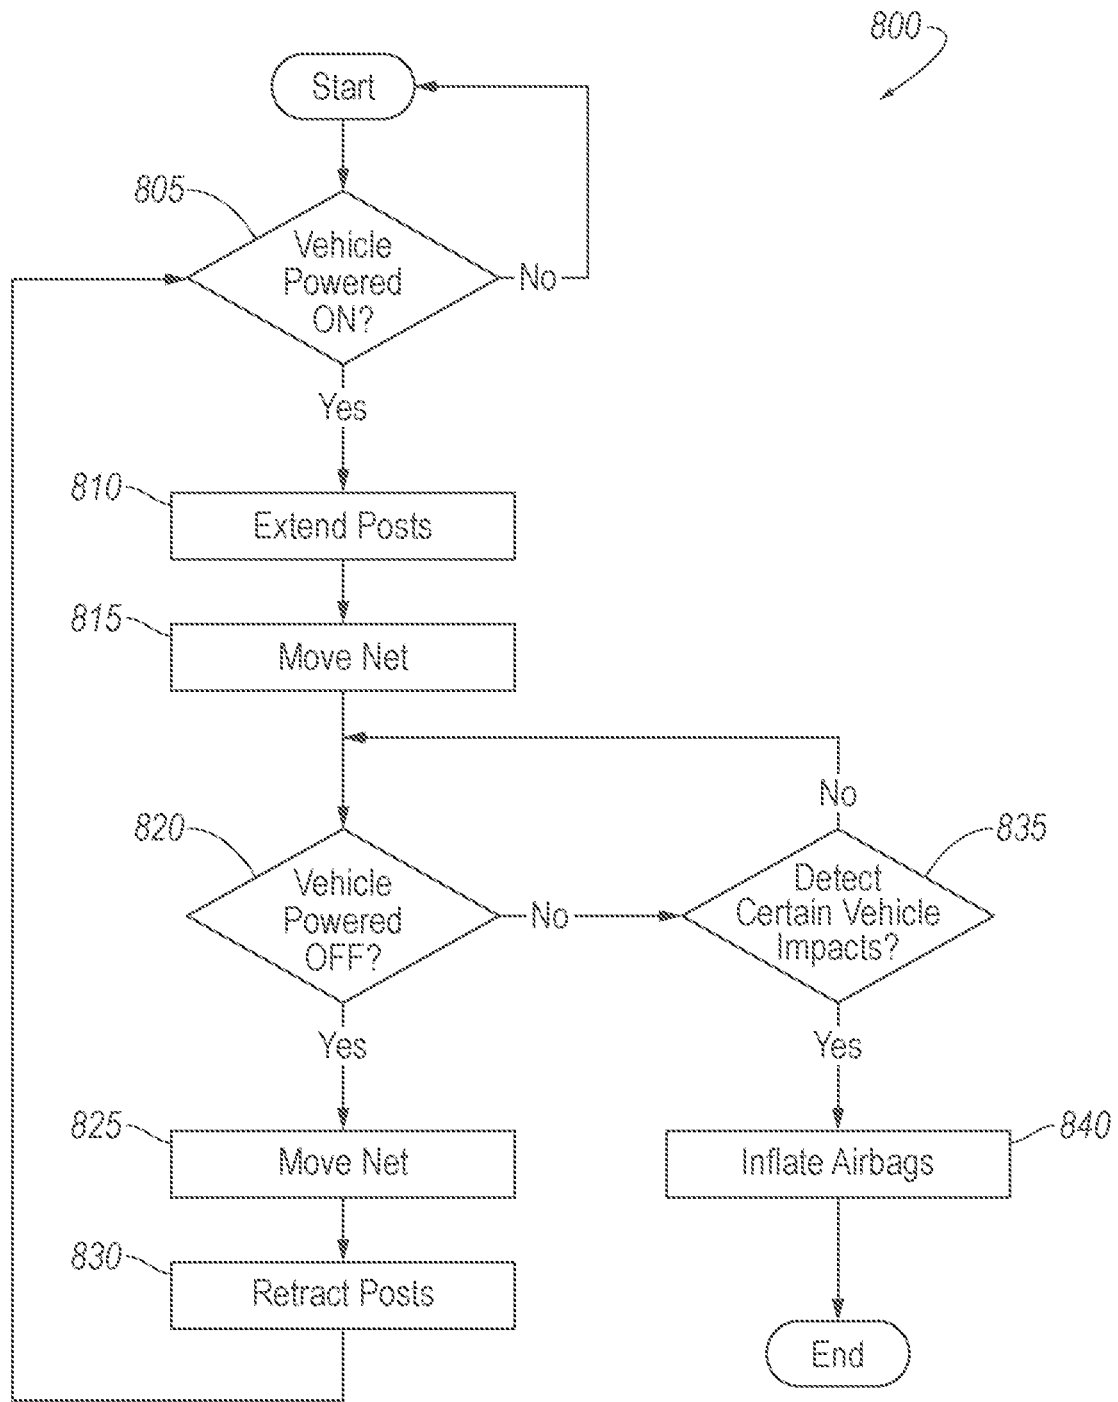 800
Start
805
Vehicle
Powered
ON?
No
Yes
810
Extend Posts
815
Move Net
820
Vehicle
Powered
OFF?
No
No
835
Detect
Certain Vehicle
Impacts?
Yes
Yes
825
Move Net
840
Inflate Airbags
830
Retract Posts
End